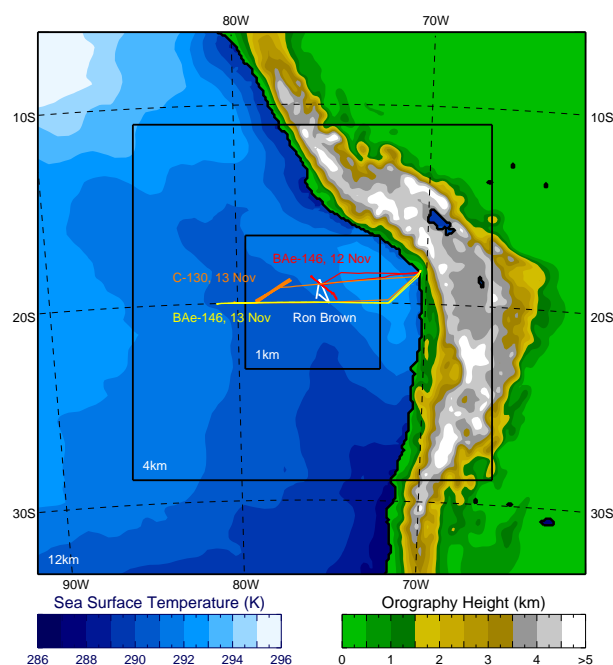 80W 70W
10S 10S
BAe-146, 12 Nov
C-130, 13 Nov
BAe-146, 13 Nov Ron Brown
20S 20S
1km
4km
30S 30S
12km
90W 80W 70W
Sea Surface Temperature (K) Orography Height (km)
286 288 290 292 294 296 0 1 2 3 4 >5